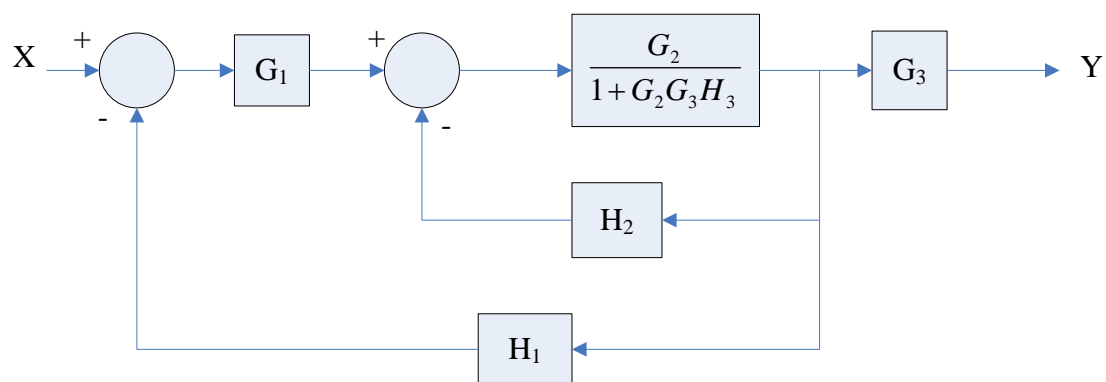 + + G₂
X G₁ G₃ Y
1 + G₂G₃H₃
- -
H₂
H₁